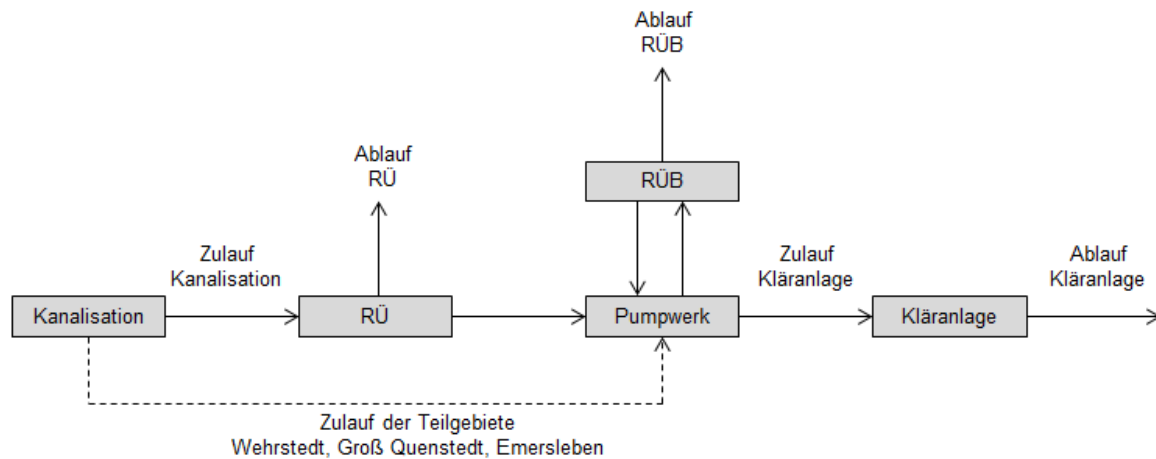 Ablauf
RÜB
Ablauf
RÜ
RÜB
Zulauf
Kanalisation
Zulauf
Kläranlage
Ablauf
Kläranlage
Kanalisation
RÜ
Pumpwerk
Kläranlage
Zulauf der Teilgebiete
Wehrstedt, Groß Quenstedt, Emersleben